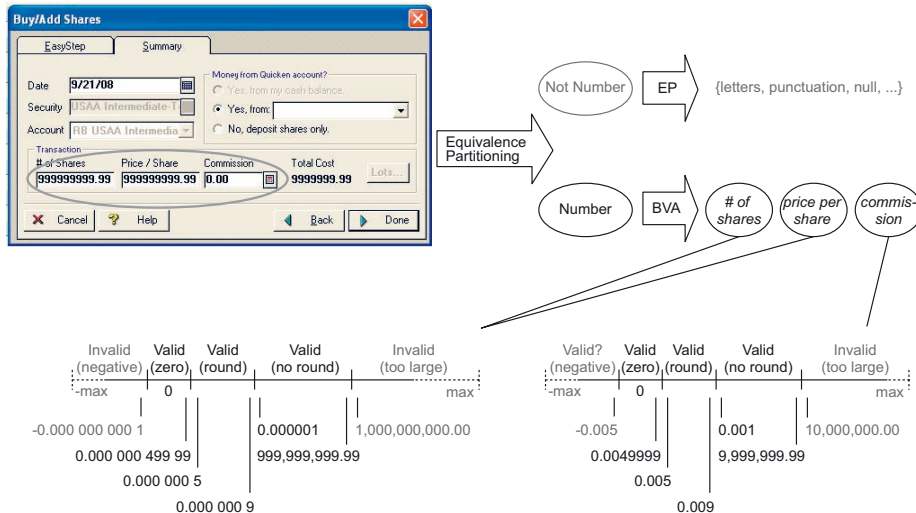 Buy/Add Shares
EasyStep
Summary
Date 9/21/08
Security USAA Intermediate-T
Account RB USAA Intermedia
Money from Quicken account?
Yes, from my cash balance.
Yes, from:
No, deposit shares only.
Transaction
# of Shares Price / Share Commission Total Cost
999999999.99 999999999.99 0.00 9999999.99 Lots...
Cancel Help Back Done
Equivalence
Partitioning
Not Number EP {letters, punctuation, null, ...}
Number BVA
# of
shares
price per
share
commis-
sion
Invalid
(negative)
Valid
(zero)
Valid
(round)
Valid
(no round)
Invalid
(too large)
-max 0 max
-0.000 000 000 1 0.000001 1,000,000,000.00
0.000 000 499 99 999,999,999.99
0.000 000 5
0.000 000 9
Valid?
(negative)
Valid
(zero)
Valid
(round)
Valid
(no round)
Invalid
(too large)
-max 0 max
-0.005 0.001 10,000,000.00
0.0049999 9,999,999.99
0.005
0.009